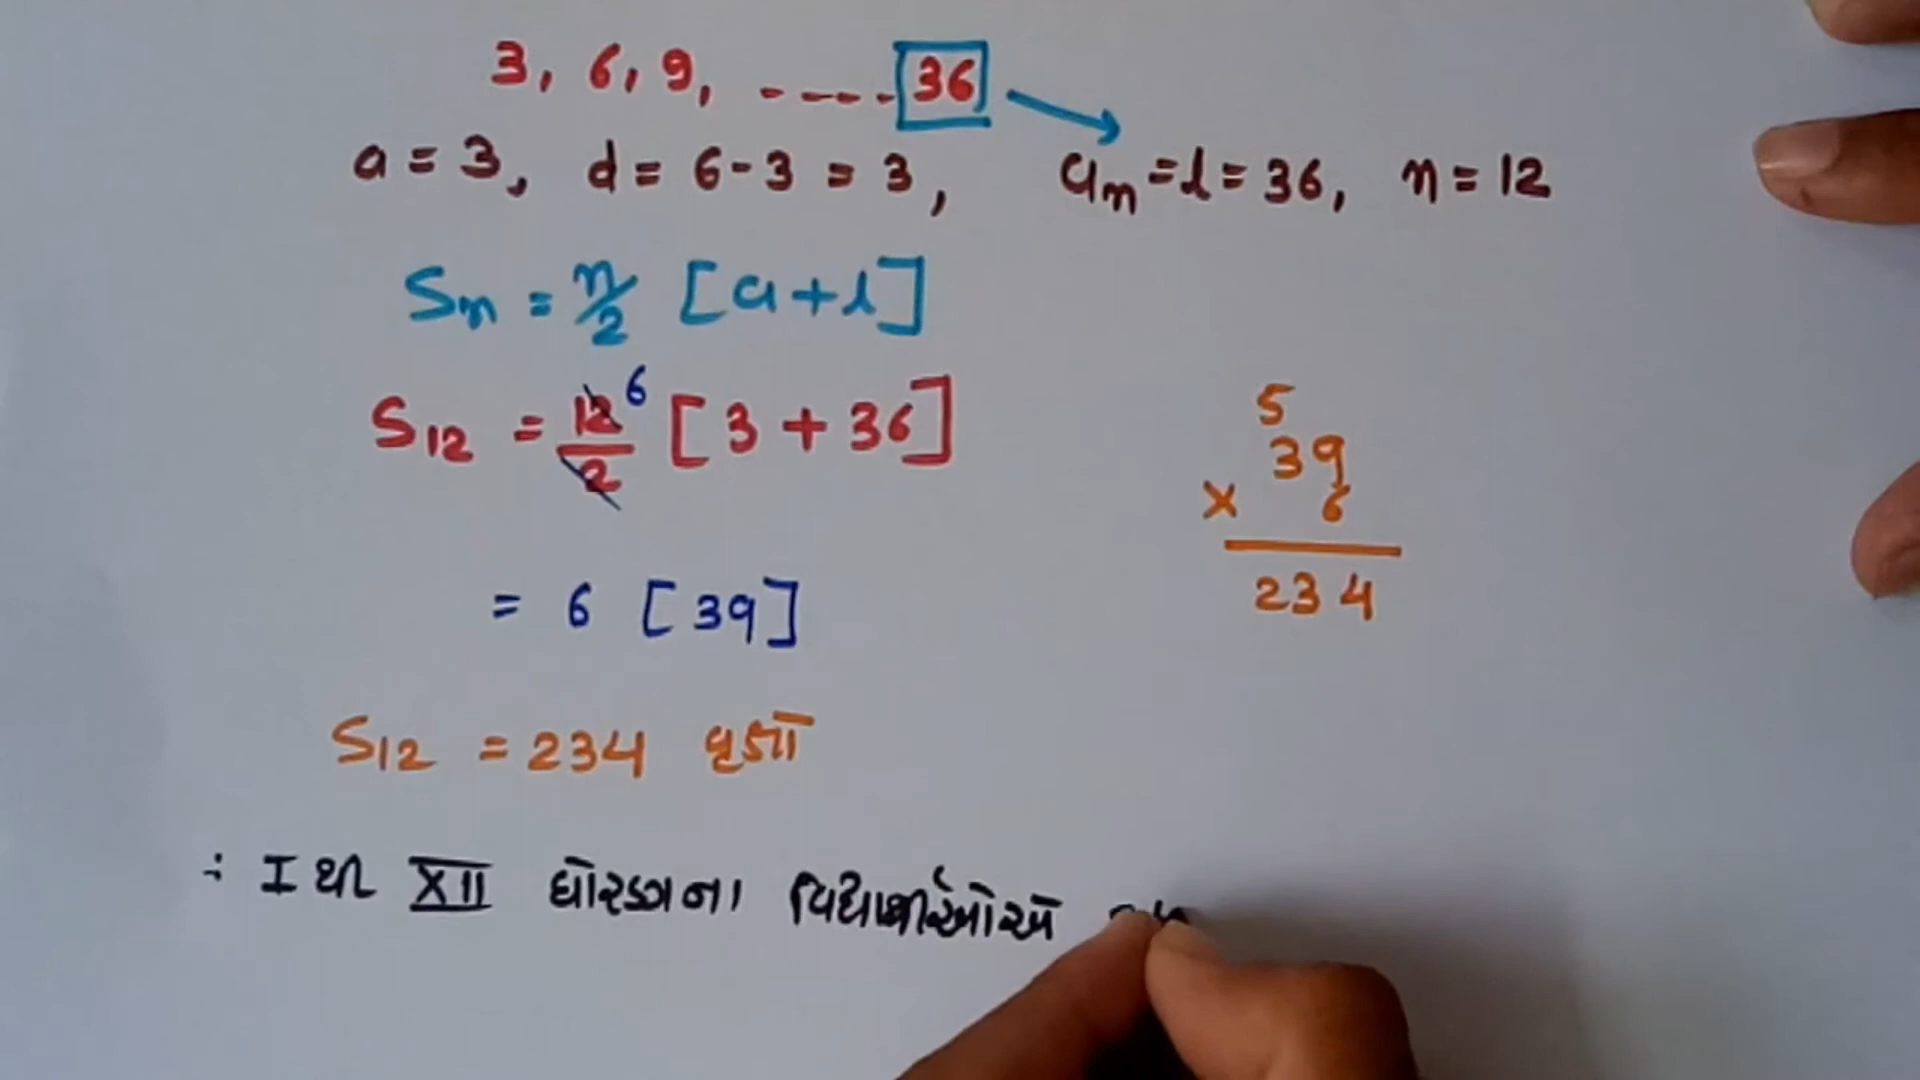 3, 6, 9, ---- 36
a = 3, d = 6-3 = 3, an = l = 36, n = 12
Sn = n/2 [a+l]
S12 = 12/2 6 [3 + 36]
5
39
× 6
234
= 6 [39]
S12 = 234 વૃક્ષો
∴ I થી XII ધોરણના વિદ્યાર્થીઓએ